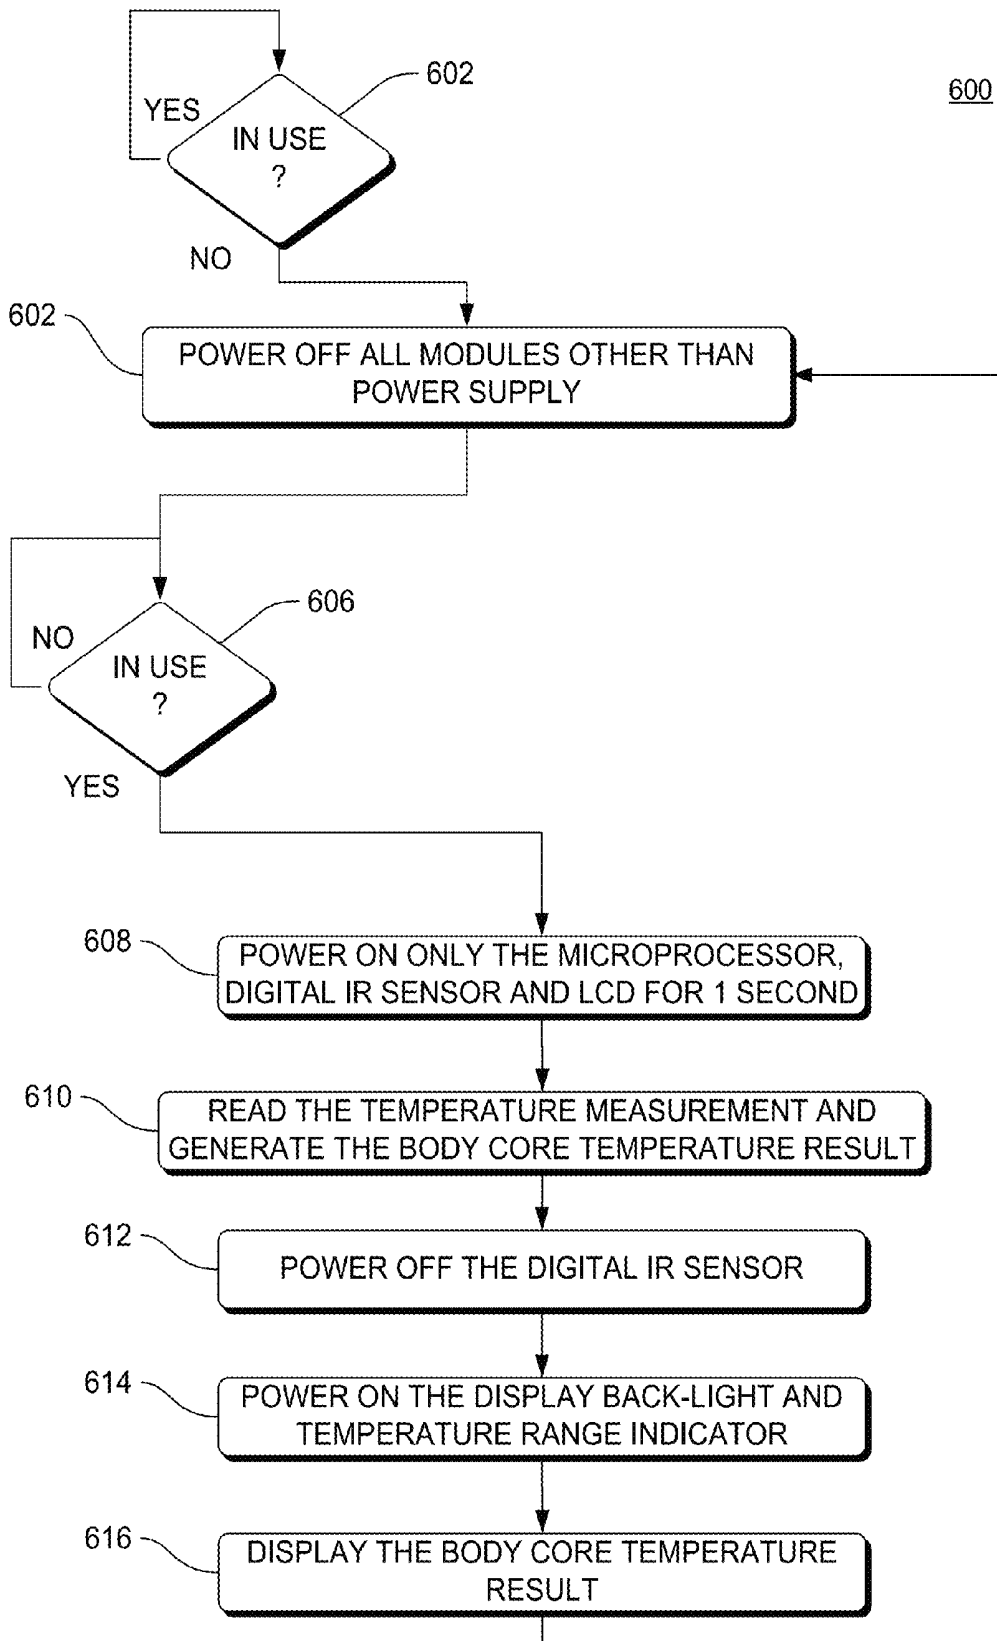 602
600
YES
IN USE
?
NO
602
POWER OFF ALL MODULES OTHER THAN
POWER SUPPLY
606
NO
IN USE
?
YES
608
POWER ON ONLY THE MICROPROCESSOR,
DIGITAL IR SENSOR AND LCD FOR 1 SECOND
610
READ THE TEMPERATURE MEASUREMENT AND
GENERATE THE BODY CORE TEMPERATURE RESULT
612
POWER OFF THE DIGITAL IR SENSOR
614
POWER ON THE DISPLAY BACK-LIGHT AND
TEMPERATURE RANGE INDICATOR
616
DISPLAY THE BODY CORE TEMPERATURE
RESULT